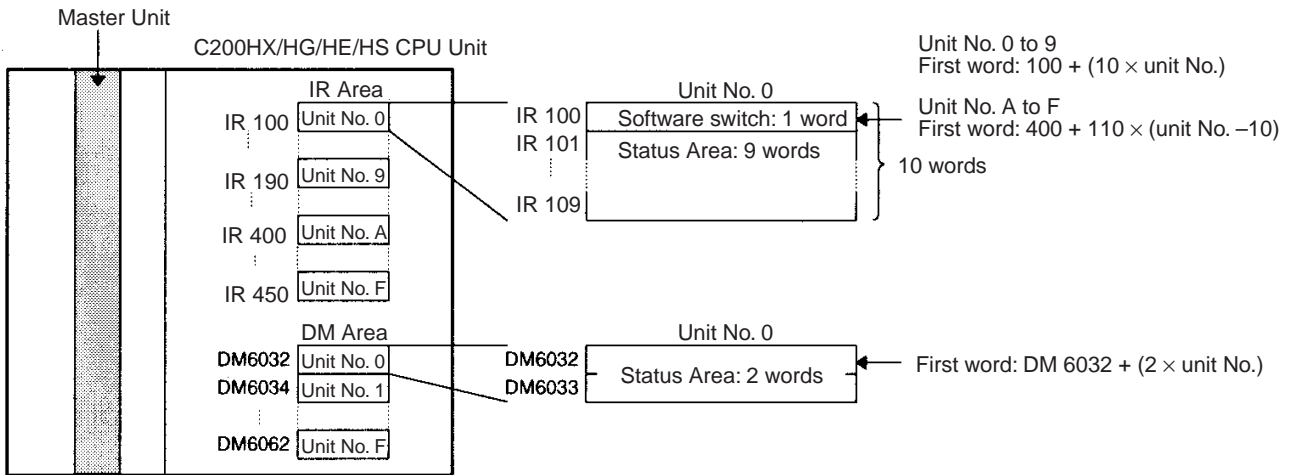 Master Unit
C200HX/HG/HE/HS CPU Unit
IR Area
IR 100 Unit No. 0
IR 190 Unit No. 9
IR 400 Unit No. A
IR 450 Unit No. F
DM Area
DM6032 Unit No. 0
DM6034 Unit No. 1
DM6062 Unit No. F
Unit No. 0
IR 100 Software switch: 1 word
IR 101 Status Area: 9 words
IR 109
10 words
Unit No. 0 to 9
First word: 100 + (10 × unit No.)
Unit No. A to F
First word: 400 + 110 × (unit No. –10)
Unit No. 0
DM6032
DM6033
Status Area: 2 words
First word: DM 6032 + (2 × unit No.)